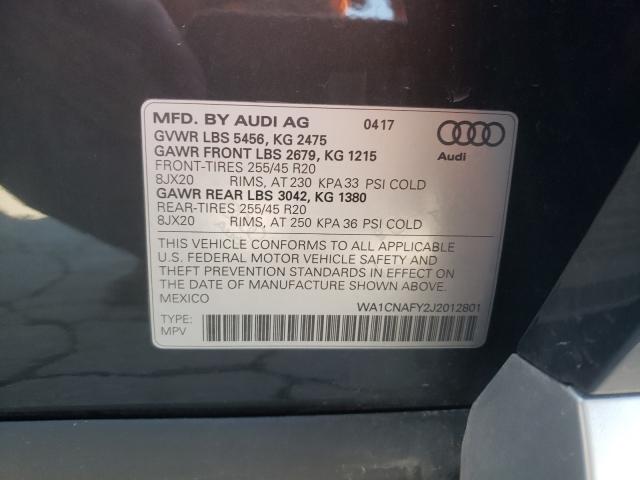 MFD. BY AUDI AG 0417
GVWR LBS 5456, KG 2475
GAWR FRONT LBS 2679, KG 1215
FRONT-TIRES 255/45 R20
8JX20 RIMS, AT 230 KPA 33 PSI COLD
GAWR REAR LBS 3042, KG 1380
REAR-TIRES 255/45 R20
8JX20 RIMS, AT 250 KPA 36 PSI COLD
Audi
THIS VEHICLE CONFORMS TO ALL APPLICABLE
U.S. FEDERAL MOTOR VEHICLE SAFETY AND
THEFT PREVENTION STANDARDS IN EFFECT ON
THE DATE OF MANUFACTURE SHOWN ABOVE.
MEXICO
WA1CNAFY2J2012801
TYPE:
MPV